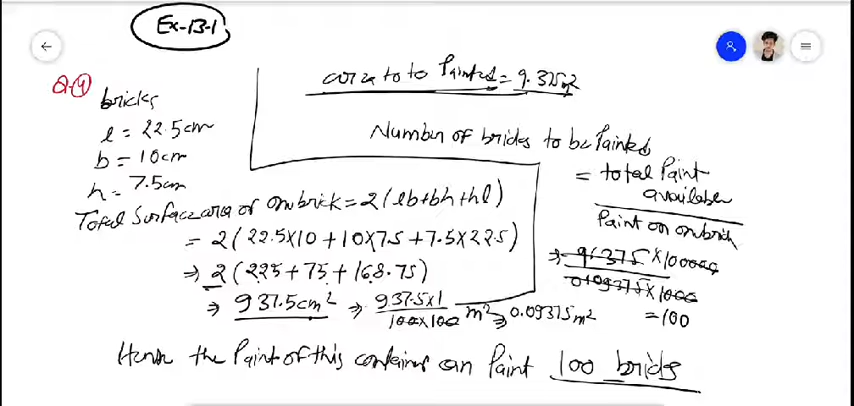 Ex-13.1
Q.4
bricks
l = 22.5cm
b = 10cm
h = 7.5cm
area to to Painted = 9.375m²
Number of bricks to be Painted
= total Paint available
Paint on on brick
⇒ 9.375 × 10000
0.09375 × 1000
= 100
Total Surface area of on brick = 2(lb+bh+hl)
= 2(22.5×10+10×7.5+7.5×22.5)
⇒ 2(225+75+168.75)
⇒ 937.5cm² ⇒ 937.5×1 m² ⇒ 0.09375m²
100×100
Hence the Paint of this container can Paint 100 bricks